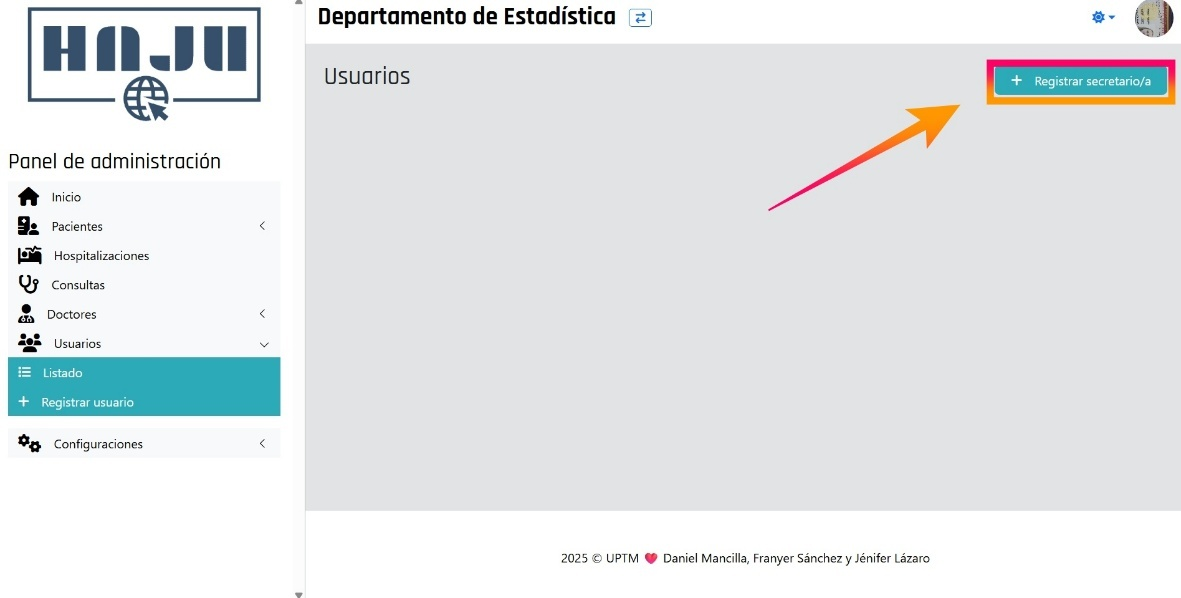 HNJU
Departamento de Estadística
Panel de administración
Inicio
Pacientes
Hospitalizaciones
Consultas
Doctores
Usuarios
Listado
Registrar usuario
Configuraciones
Usuarios
+ Registrar secretario/a
2025 © UPTM ❤ Daniel Mancilla, Franyer Sánchez y Jénifer Lázaro